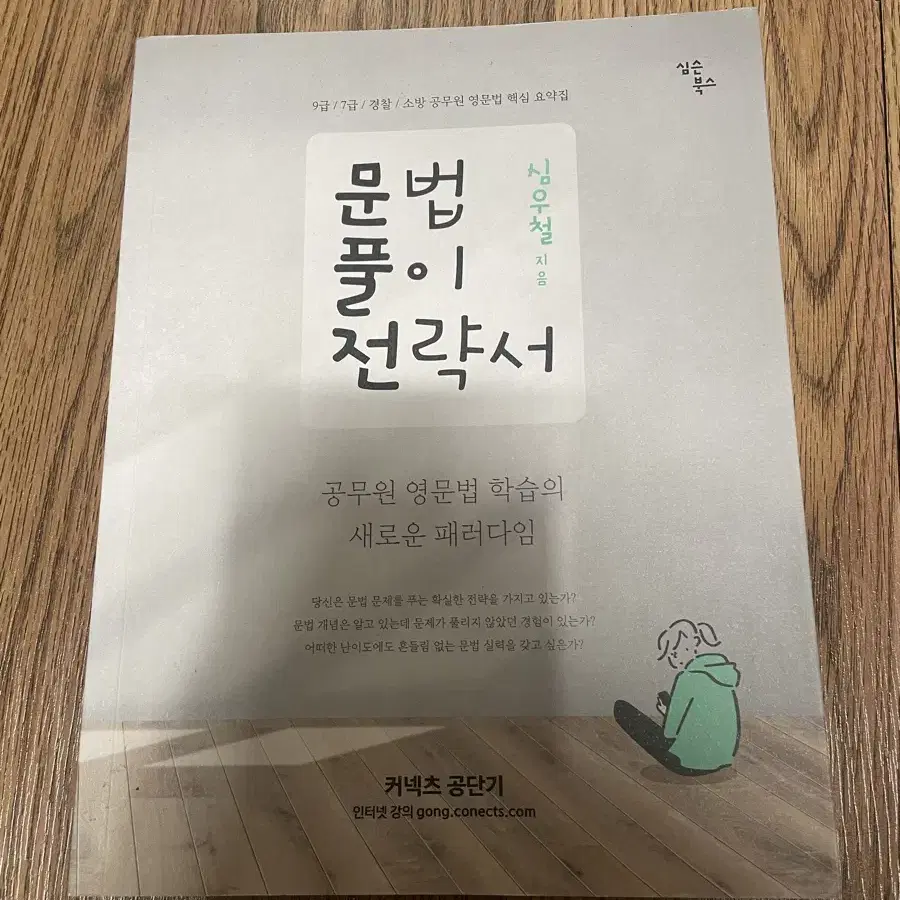 심슨
북스
9급 / 7급 / 경찰 / 소방 공무원 영문법 핵심 요약집
문법
풀이
전략서
심우철 지음
공무원 영문법 학습의
새로운 패러다임
당신은 문법 문제를 푸는 확실한 전략을 가지고 있는가?
문법 개념은 알고 있는데 문제가 풀리지 않았던 경험이 있는가?
어떠한 난이도에도 흔들림 없는 문법 실력을 갖고 싶은가?
커넥츠 공단기
인터넷 강의 gong.conects.com